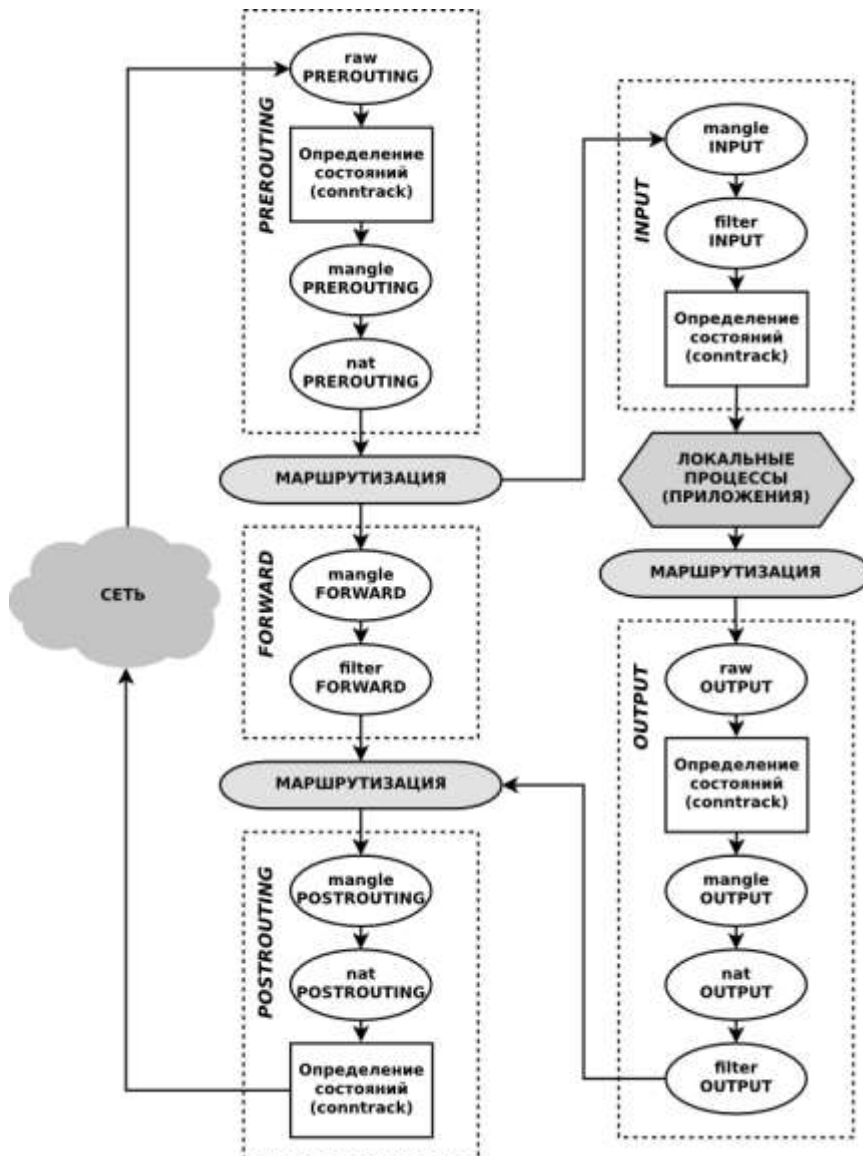 PREROUTING
raw
PREROUTING
Определение
состояний
(conntrack)
mangle
PREROUTING
nat
PREROUTING
МАРШРУТИЗАЦИЯ
INPUT
mangle
INPUT
filter
INPUT
Определение
состояний
(conntrack)
ЛОКАЛЬНЫЕ
ПРОЦЕССЫ
(ПРИЛОЖЕНИЯ)
МАРШРУТИЗАЦИЯ
СЕТЬ
FORWARD
mangle
FORWARD
filter
FORWARD
МАРШРУТИЗАЦИЯ
OUTPUT
raw
OUTPUT
Определение
состояний
(conntrack)
mangle
OUTPUT
nat
OUTPUT
filter
OUTPUT
POSTROUTING
mangle
POSTROUTING
nat
POSTROUTING
Определение
состояний
(conntrack)